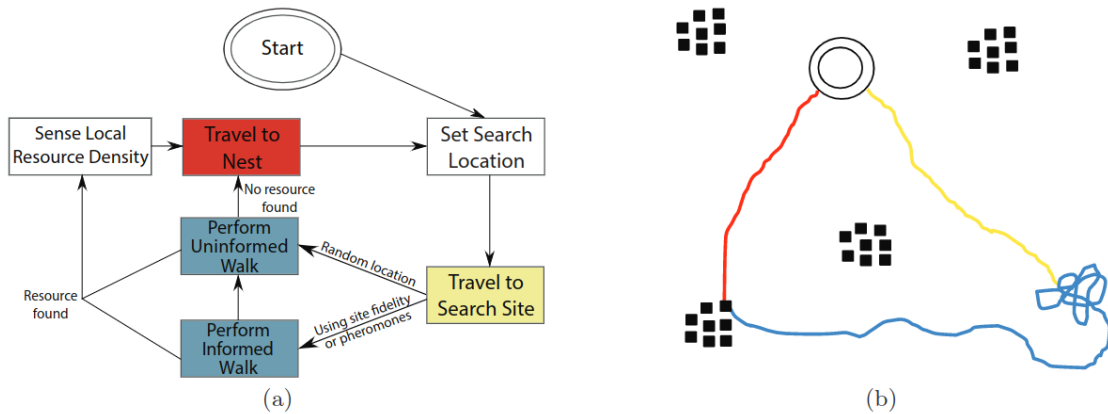 Start
Sense Local
Resource Density
Travel to
Nest
Set Search
Location
No resource
found
Perform
Uninformed
Walk
Random location
Resource
found
Travel to
Search Site
Using site fidelity
or pheromones
Perform
Informed
Walk
(a)
(b)